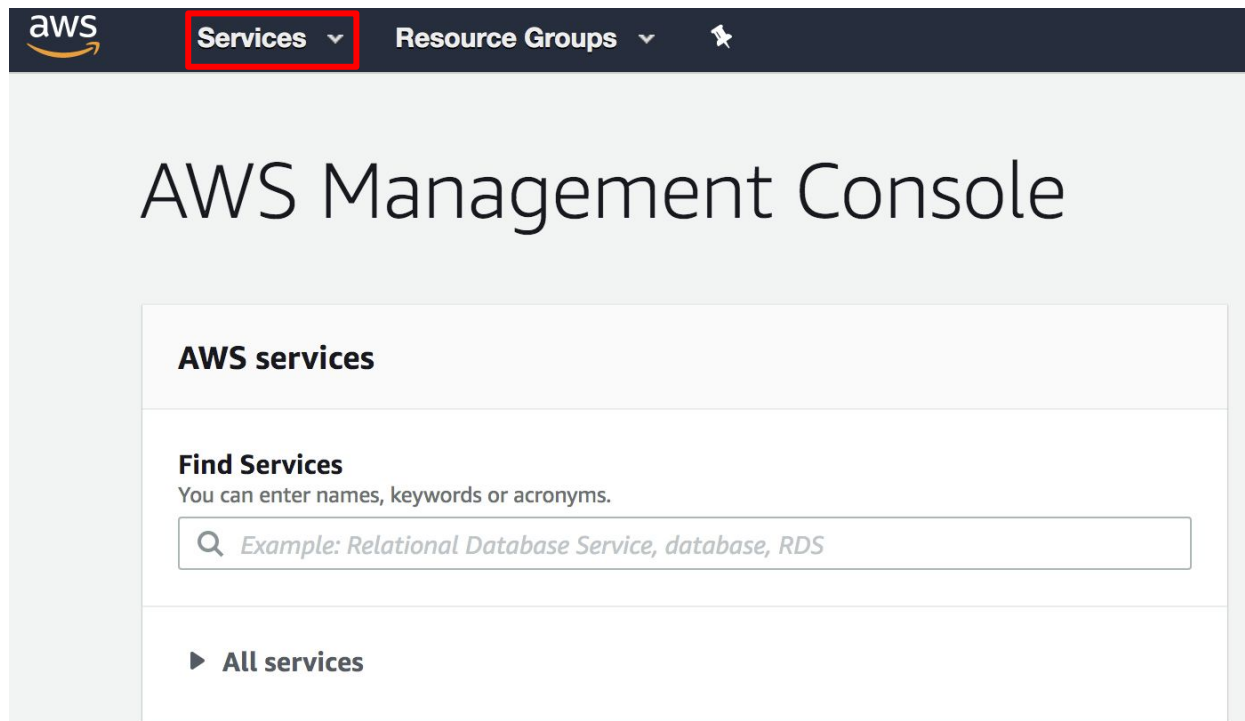 aws Services Resource Groups
AWS Management Console
AWS services
Find Services
You can enter names, keywords or acronyms.
Example: Relational Database Service, database, RDS
All services